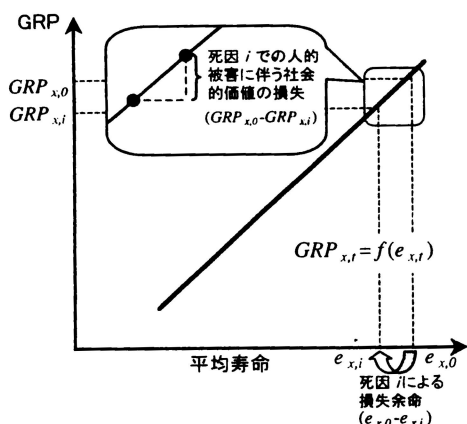 GRP
死因 i での人的
被害に伴う社会
的価値の損失
(GRP x,0-GRP x,i)
GRP x,0
GRP x,i
GRP x,t = f(e x,t)
平均寿命
e x,i
e x,0
死因 iによる
損失余命
(e x,0-e x,i)